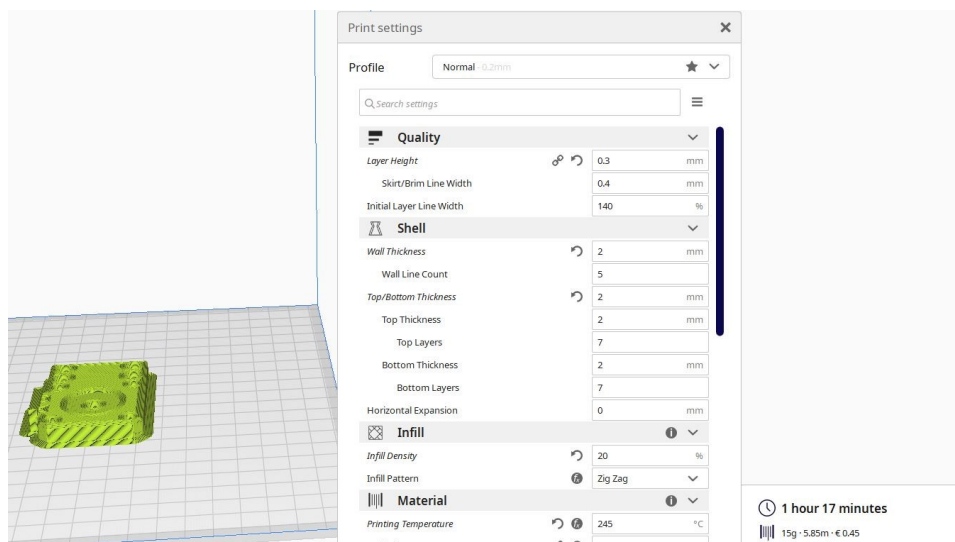 Print settings
Profile Normal - 0.2mm
Search settings
Quality
Layer Height 0.3 mm
Skirt/Brim Line Width 0.4 mm
Initial Layer Line Width 140 %
Shell
Wall Thickness 2 mm
Wall Line Count 5
Top/Bottom Thickness 2 mm
Top Thickness 2 mm
Top Layers 7
Bottom Thickness 2 mm
Bottom Layers 7
Horizontal Expansion 0 mm
Infill
Infill Density 20 %
Infill Pattern Zig Zag
Material
Printing Temperature 245 °C
1 hour 17 minutes
15g · 5.85m · € 0.45